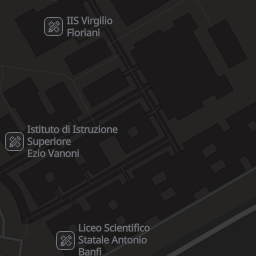 IIS Virgilio
Floriani
Istituto di Istruzione
Superiore
Ezio Vanoni
Liceo Scientifico
Statale Antonio
Banfi